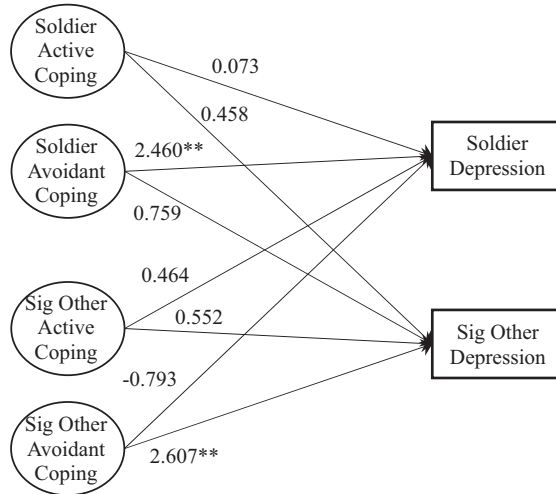 Soldier
Active
Coping
0.073
0.458
Soldier
Avoidant
Coping
2.460**
0.759
Soldier
Depression
Sig Other
Active
Coping
0.464
0.552
Sig Other
Depression
-0.793
Sig Other
Avoidant
Coping
2.607**